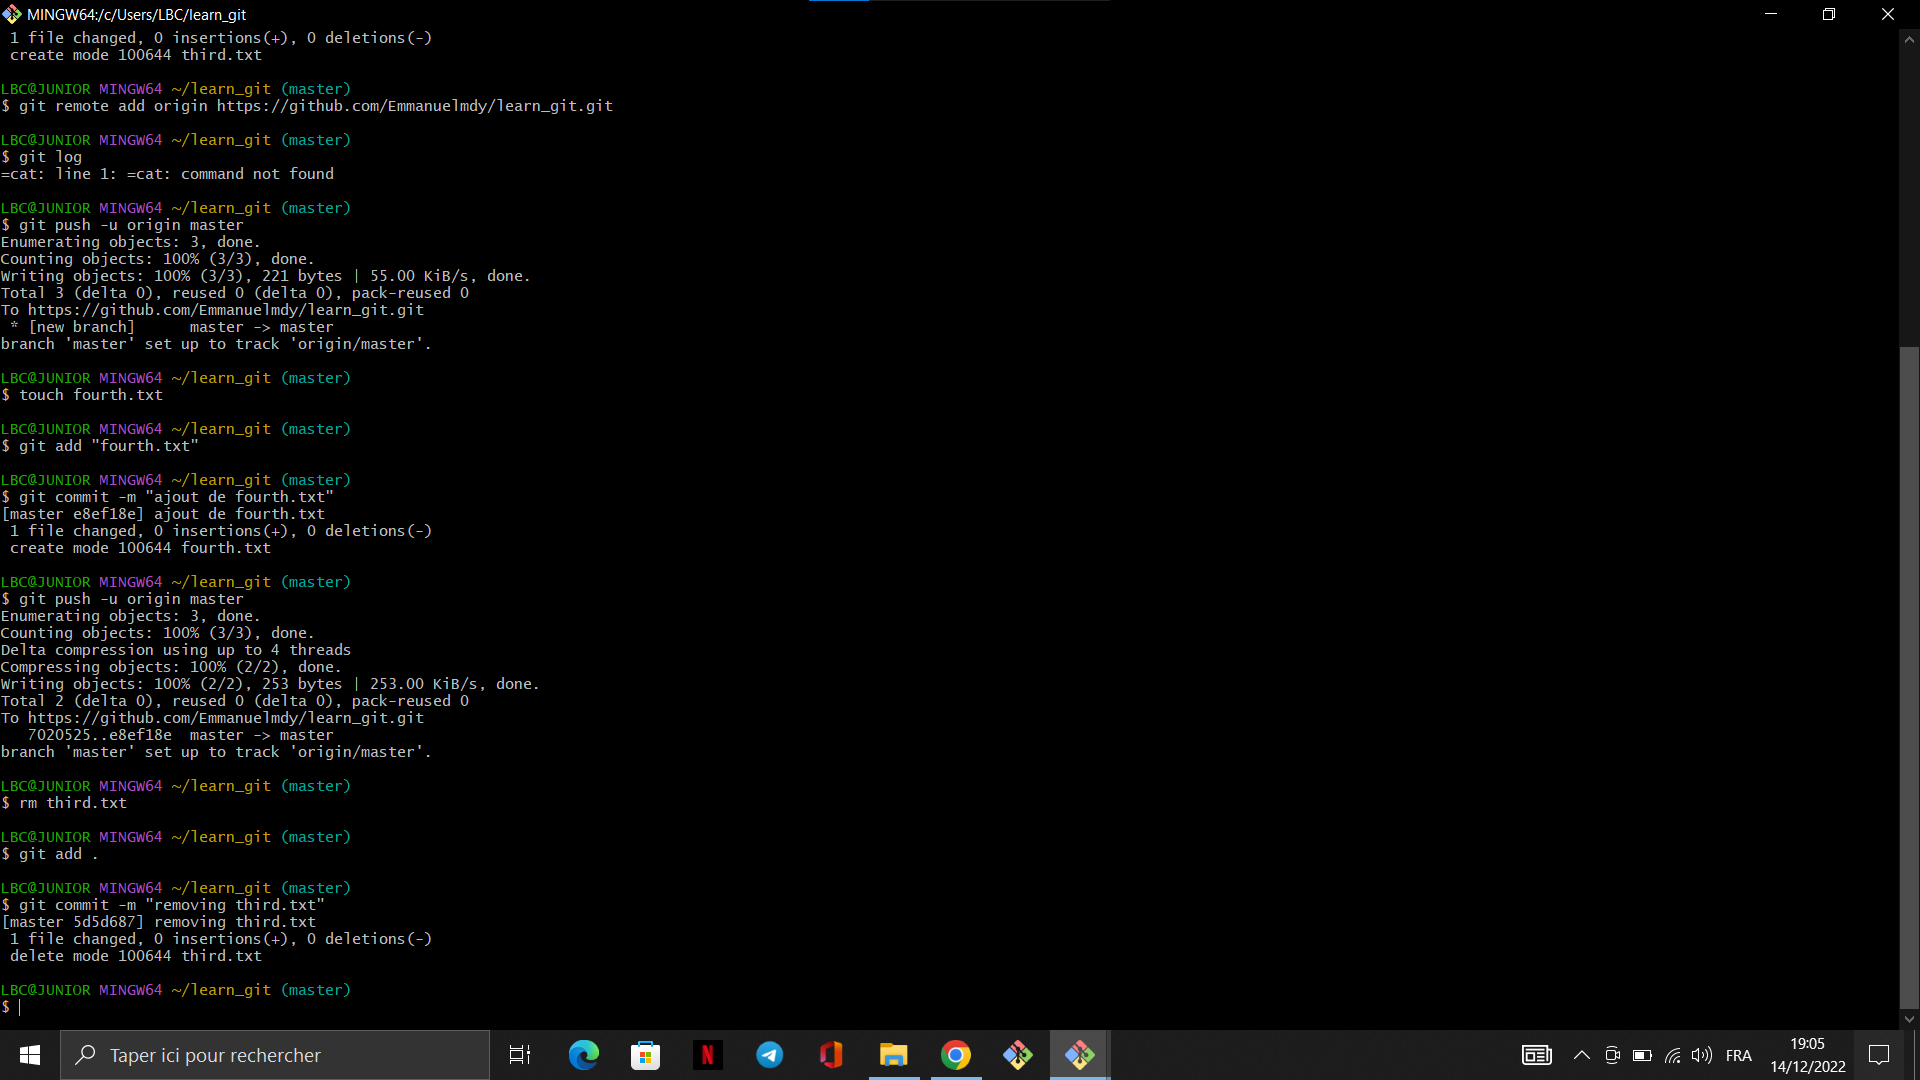 MINGW64:/c/Users/LBC/learn_git
1 file changed, 0 insertions(+), 0 deletions(-)
create mode 100644 third.txt
LBC@JUNIOR MINGW64 ~/learn_git (master)
$ git remote add origin https://github.com/Emmanuelmdy/learn_git.git
LBC@JUNIOR MINGW64 ~/learn_git (master)
$ git log
=cat: line 1: =cat: command not found
LBC@JUNIOR MINGW64 ~/learn_git (master)
$ git push -u origin master
Enumerating objects: 3, done.
Counting objects: 100% (3/3), done.
Writing objects: 100% (3/3), 221 bytes | 55.00 KiB/s, done.
Total 3 (delta 0), reused 0 (delta 0), pack-reused 0
To https://github.com/Emmanuelmdy/learn_git.git
* [new branch]      master -> master
branch 'master' set up to track 'origin/master'.
LBC@JUNIOR MINGW64 ~/learn_git (master)
$ touch fourth.txt
LBC@JUNIOR MINGW64 ~/learn_git (master)
$ git add "fourth.txt"
LBC@JUNIOR MINGW64 ~/learn_git (master)
$ git commit -m "ajout de fourth.txt"
[master e8ef18e] ajout de fourth.txt
1 file changed, 0 insertions(+), 0 deletions(-)
create mode 100644 fourth.txt
LBC@JUNIOR MINGW64 ~/learn_git (master)
$ git push -u origin master
Enumerating objects: 3, done.
Counting objects: 100% (3/3), done.
Delta compression using up to 4 threads
Compressing objects: 100% (2/2), done.
Writing objects: 100% (2/2), 253 bytes | 253.00 KiB/s, done.
Total 2 (delta 0), reused 0 (delta 0), pack-reused 0
To https://github.com/Emmanuelmdy/learn_git.git
7020525..e8ef18e  master -> master
branch 'master' set up to track 'origin/master'.
LBC@JUNIOR MINGW64 ~/learn_git (master)
$ rm third.txt
LBC@JUNIOR MINGW64 ~/learn_git (master)
$ git add .
LBC@JUNIOR MINGW64 ~/learn_git (master)
$ git commit -m "removing third.txt"
[master 5d5d687] removing third.txt
1 file changed, 0 insertions(+), 0 deletions(-)
delete mode 100644 third.txt
LBC@JUNIOR MINGW64 ~/learn_git (master)
$
Taper ici pour rechercher
N
FRA
19:05
14/12/2022